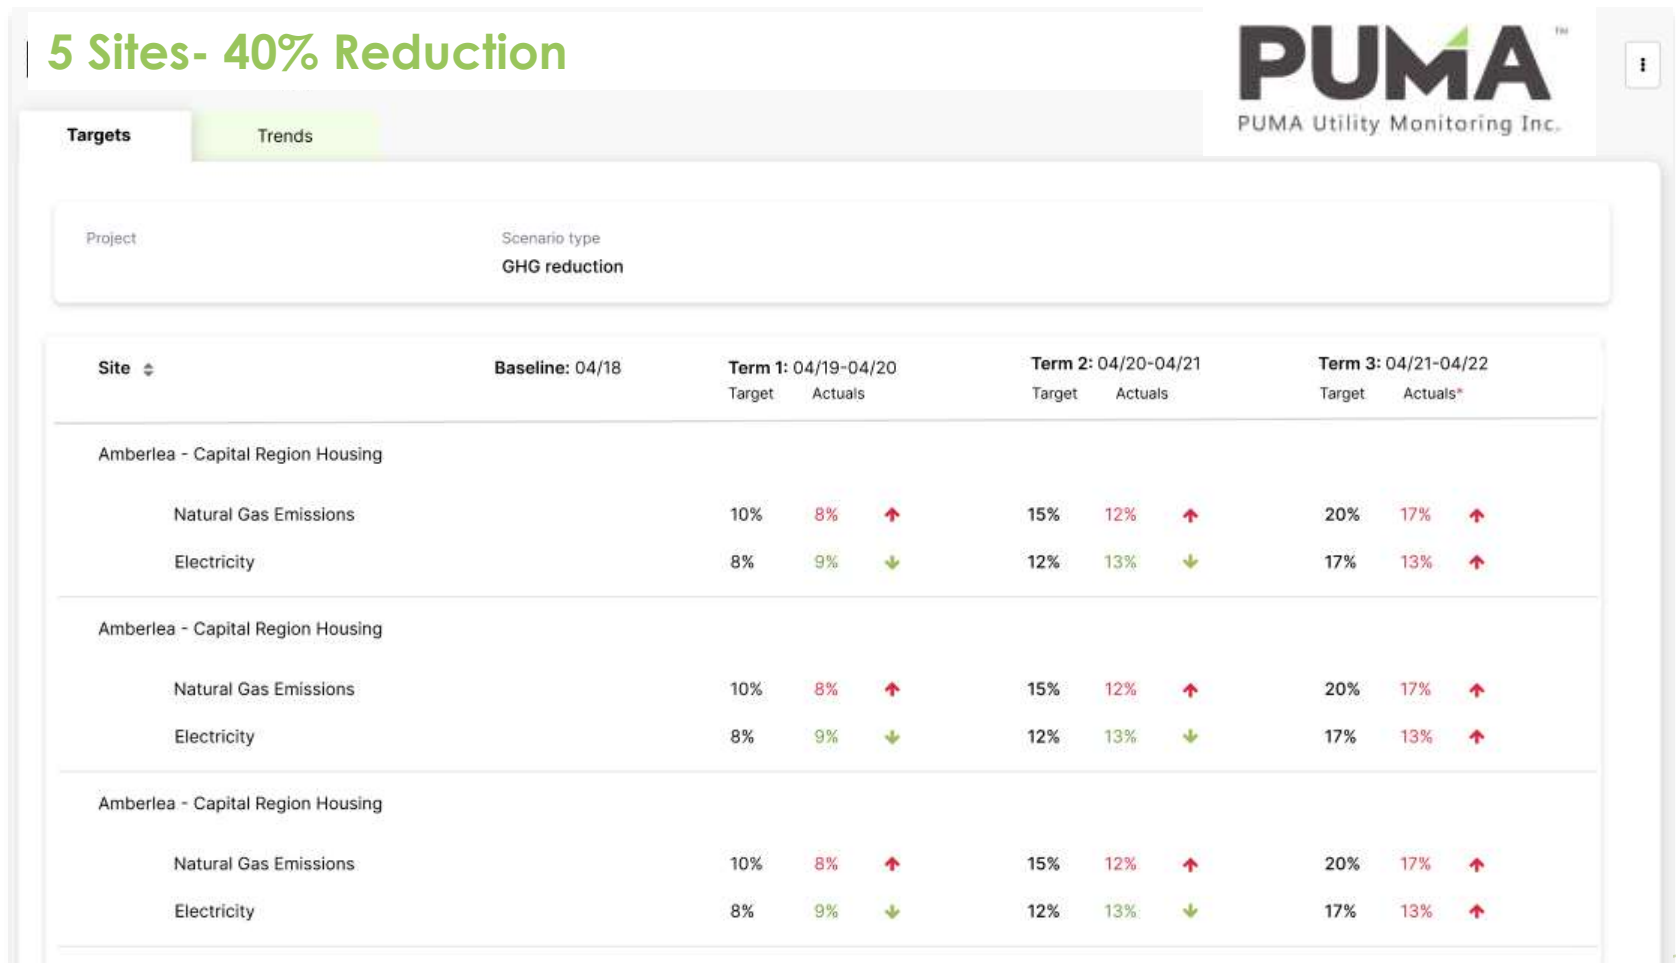 5 Sites- 40% Reduction
PUMA™
PUMA Utility Monitoring Inc.
Targets Trends
Project Scenario type
GHG reduction
Site Baseline: 04/18 Term 1: 04/19-04/20 Term 2: 04/20-04/21 Term 3: 04/21-04/22
Target Actuals Target Actuals Target Actuals*
Amberlea - Capital Region Housing
Natural Gas Emissions 10% 8% 15% 12% 20% 17%
Electricity 8% 9% 12% 13% 17% 13%
Amberlea - Capital Region Housing
Natural Gas Emissions 10% 8% 15% 12% 20% 17%
Electricity 8% 9% 12% 13% 17% 13%
Amberlea - Capital Region Housing
Natural Gas Emissions 10% 8% 15% 12% 20% 17%
Electricity 8% 9% 12% 13% 17% 13%